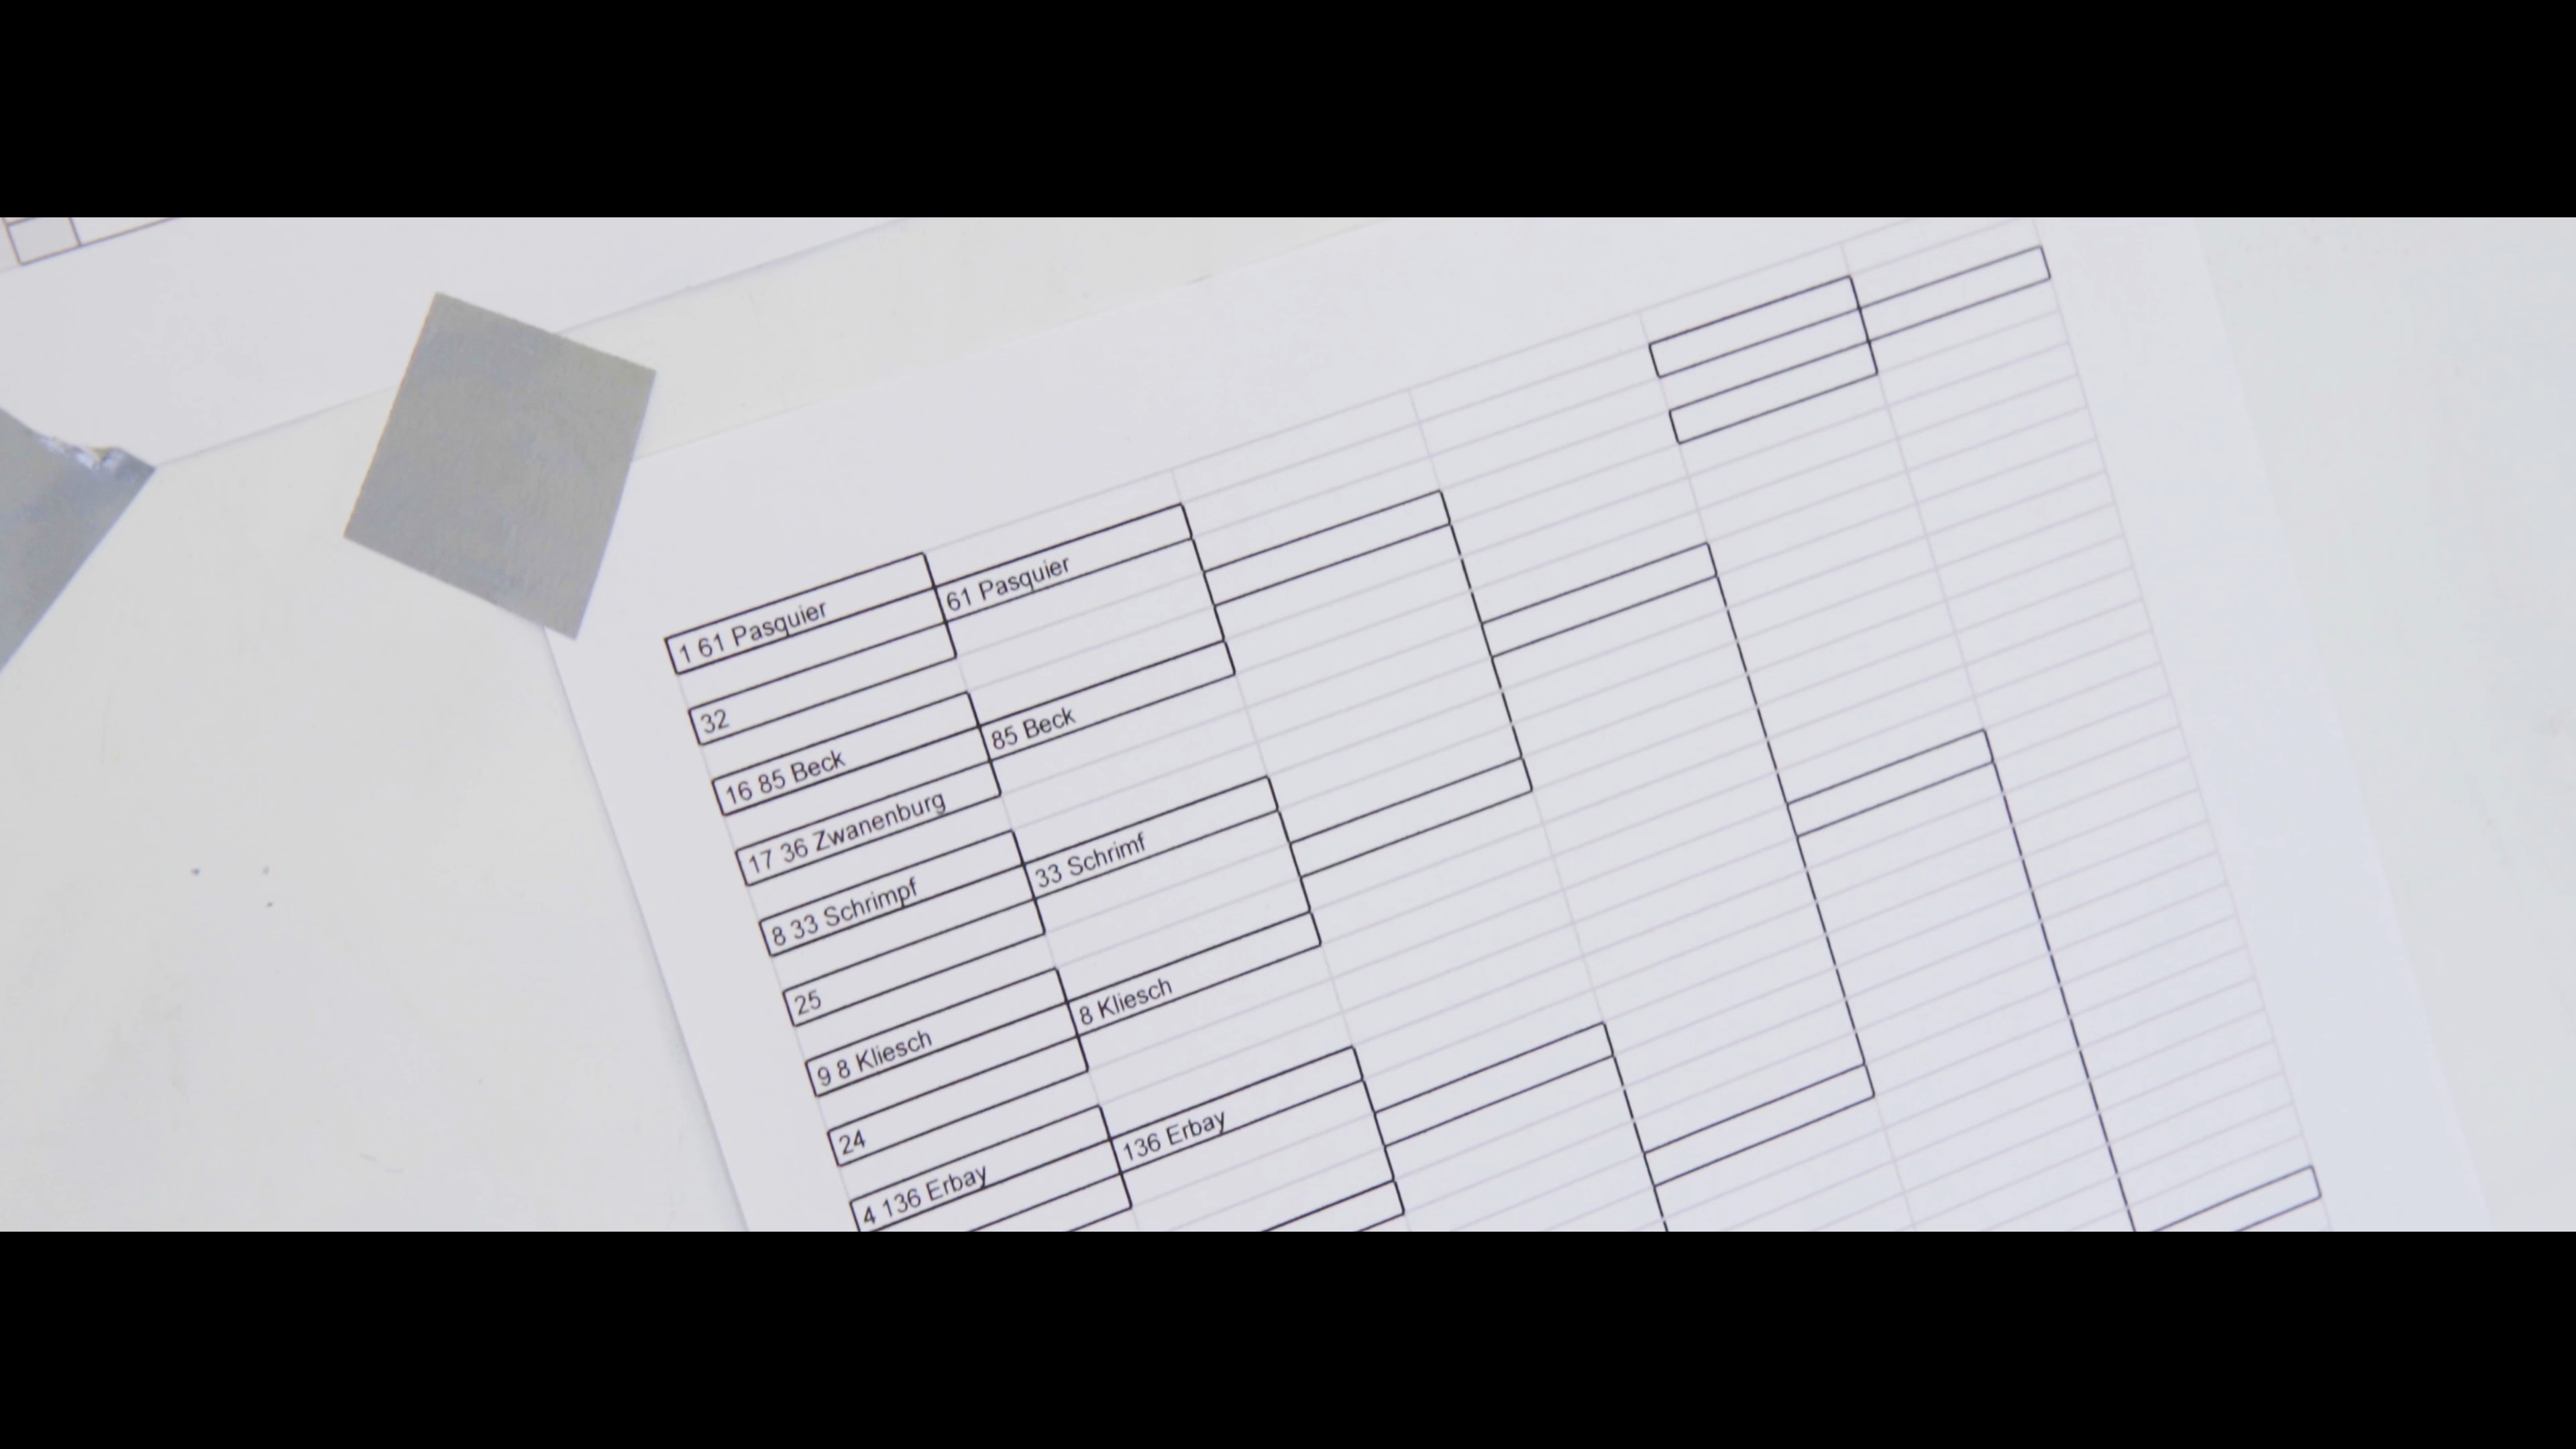 1 61 Pasquier
61 Pasquier
32
16 85 Beck
85 Beck
17 36 Zwanenburg
8 33 Schrimpf
33 Schrimf
25
9 8 Kliesch
8 Kliesch
24
4 136 Erbay
136 Erbay